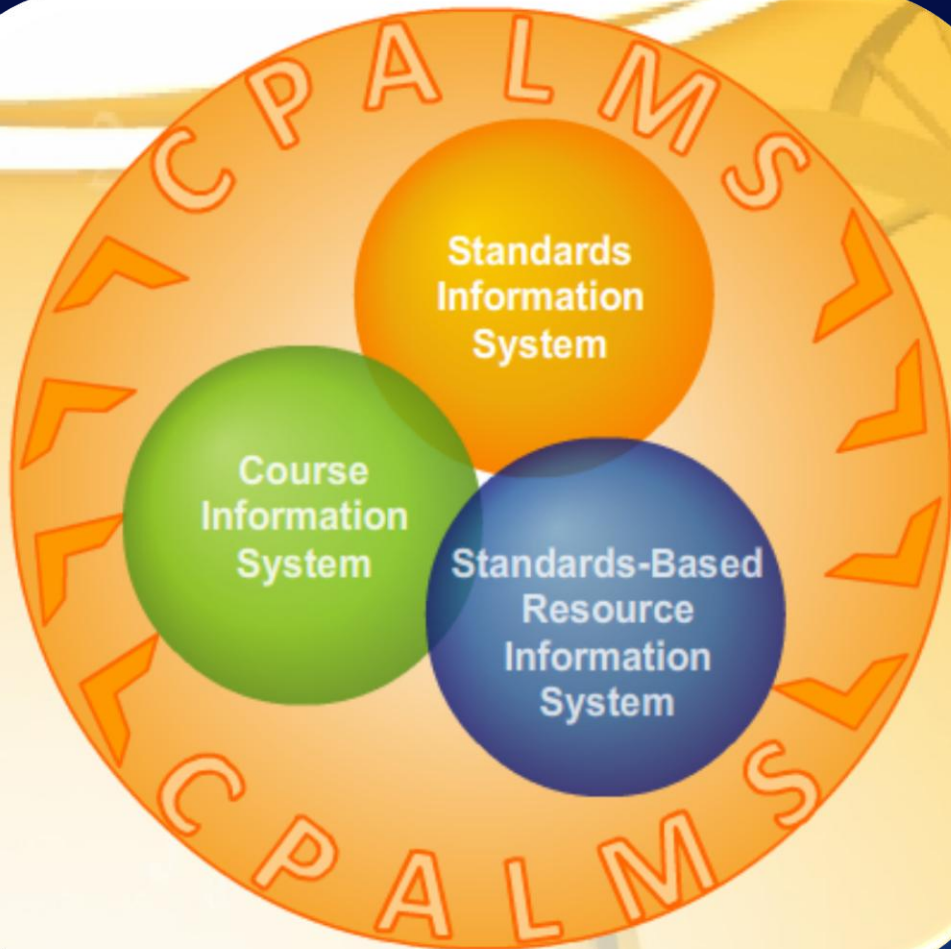 CPALMS
Standards
Information
System
Course
Information
System
Standards-Based
Resource
Information
System
CPALMS